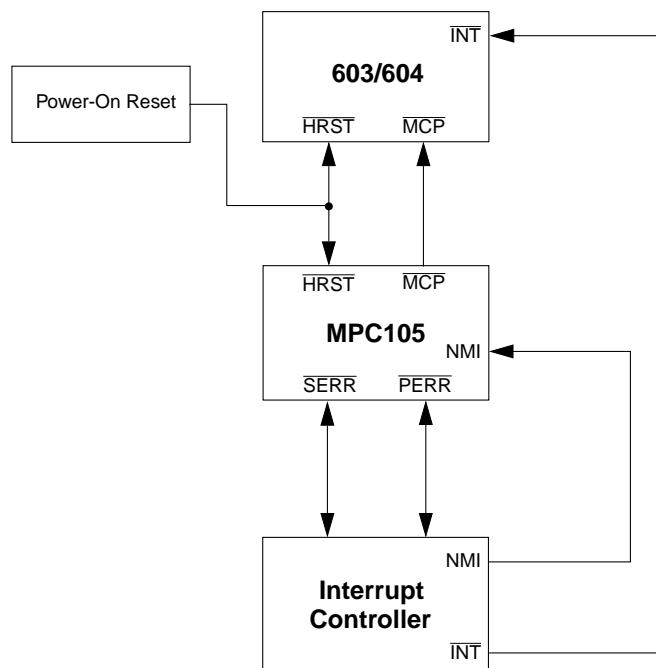 INT
603/604
Power-On Reset
HRST MCP
HRST MCP
MPC105
NMI
SERR PERR
NMI
Interrupt
Controller
INT